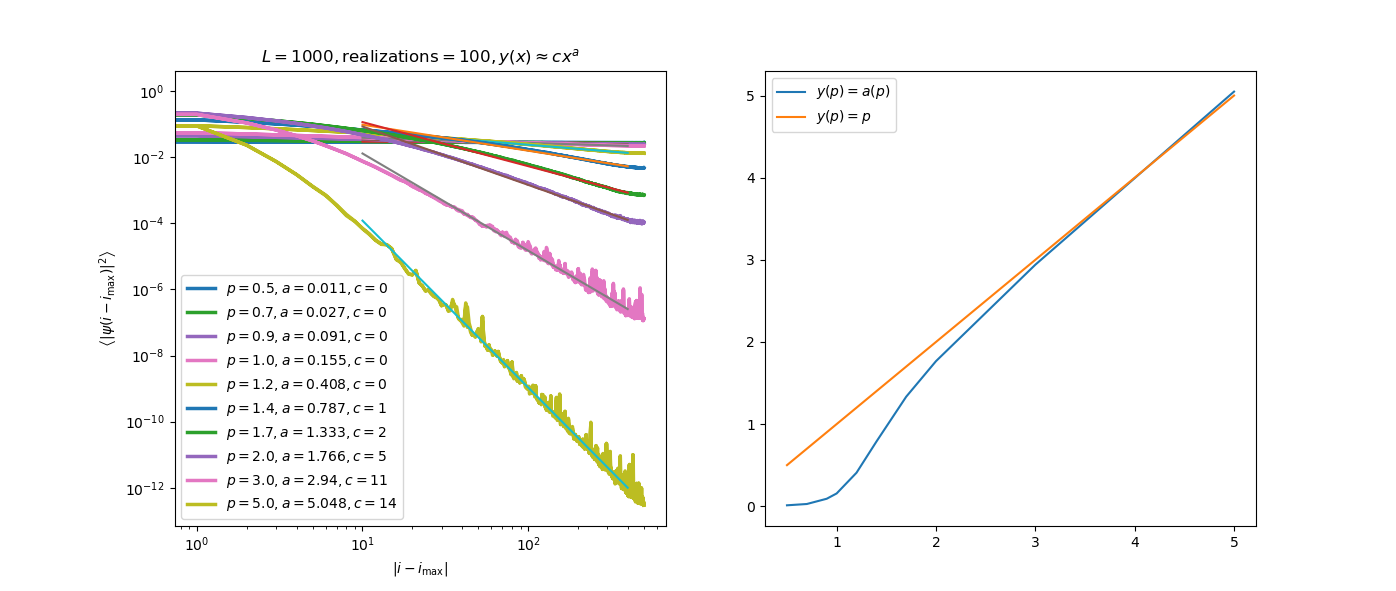 L = 1000, realizations = 100, y(x) ≈ cx^a
⟨|ψ(i − i_max)|²⟩
10^0
10^−2
10^−4
10^−6
10^−8
10^−10
10^−12
p = 0.5, a = 0.011, c = 0
p = 0.7, a = 0.027, c = 0
p = 0.9, a = 0.091, c = 0
p = 1.0, a = 0.155, c = 0
p = 1.2, a = 0.408, c = 0
p = 1.4, a = 0.787, c = 1
p = 1.7, a = 1.333, c = 2
p = 2.0, a = 1.766, c = 5
p = 3.0, a = 2.94, c = 11
p = 5.0, a = 5.048, c = 14
10^0 10^1 10^2
|i − i_max|
y(p) = a(p)
y(p) = p
5
4
3
2
1
0
1 2 3 4 5